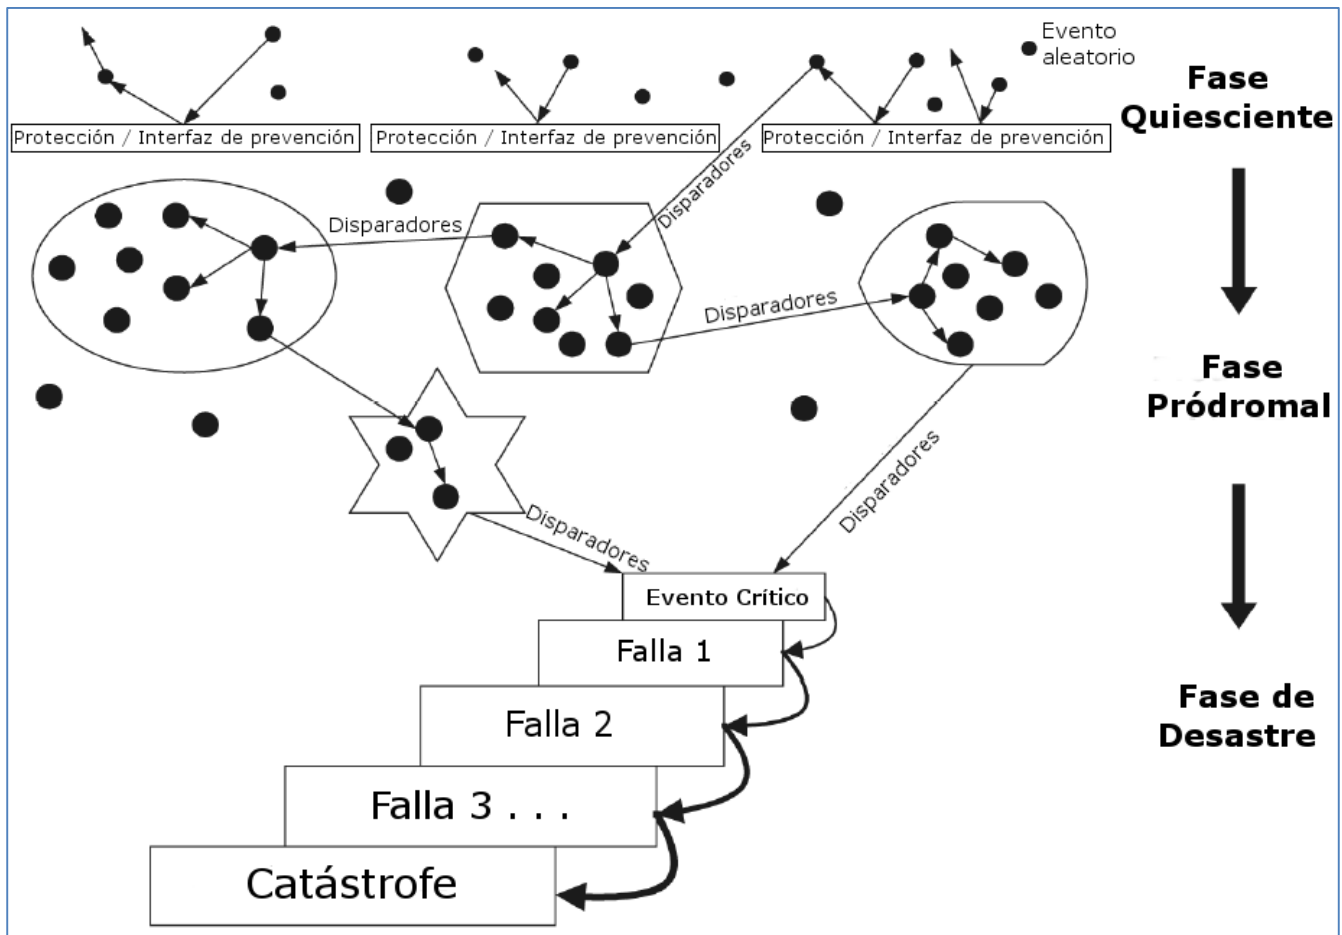 Evento
aleatorio
Fase
Quiesciente
Protección / Interfaz de prevención
Protección / Interfaz de prevención
Protección / Interfaz de prevención
Disparadores
Disparadores
Disparadores
Fase
Pródromal
Disparadores
Disparadores
Evento Crítico
Falla 1
Falla 2
Falla 3 . . .
Catástrofe
Fase de
Desastre